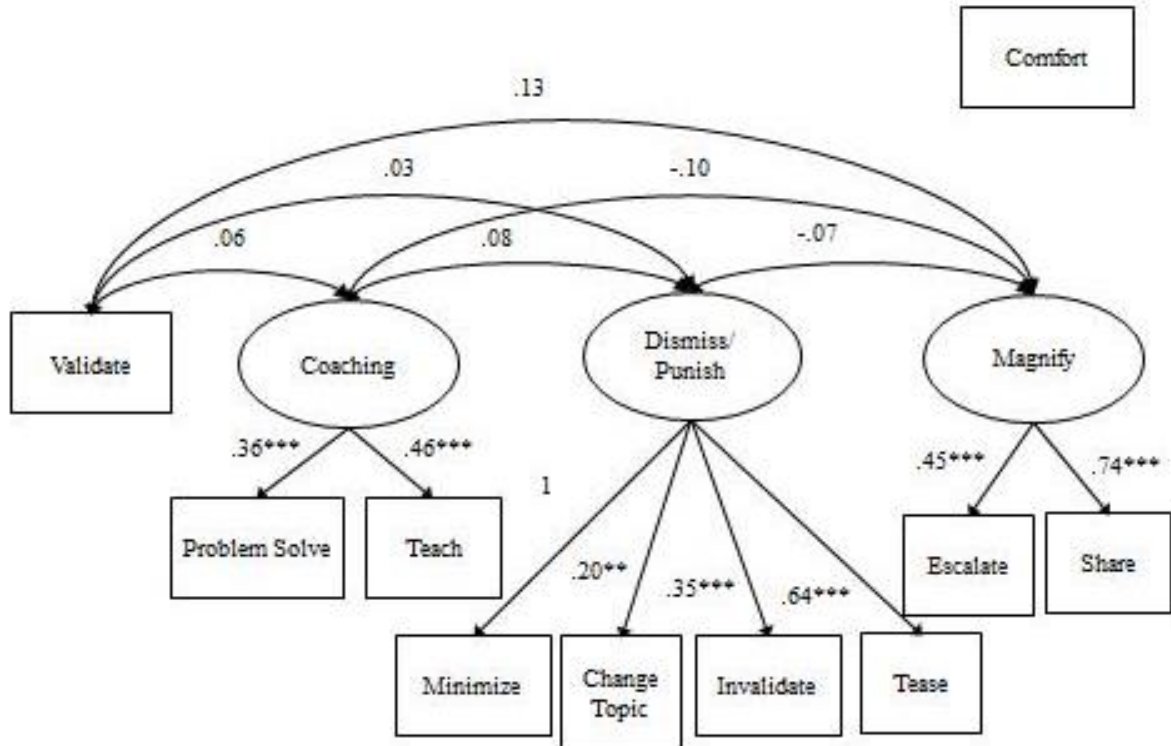 Comfort
.13
.03
-.10
.06
.08
-.07
Validate
Coaching
Dismiss/
Punish
Magnify
.36***
.46***
.45***
.74***
Problem Solve
Teach
1
Escalate
Share
.20**
.35***
.64***
Minimize
Change
Topic
Invalidate
Tease